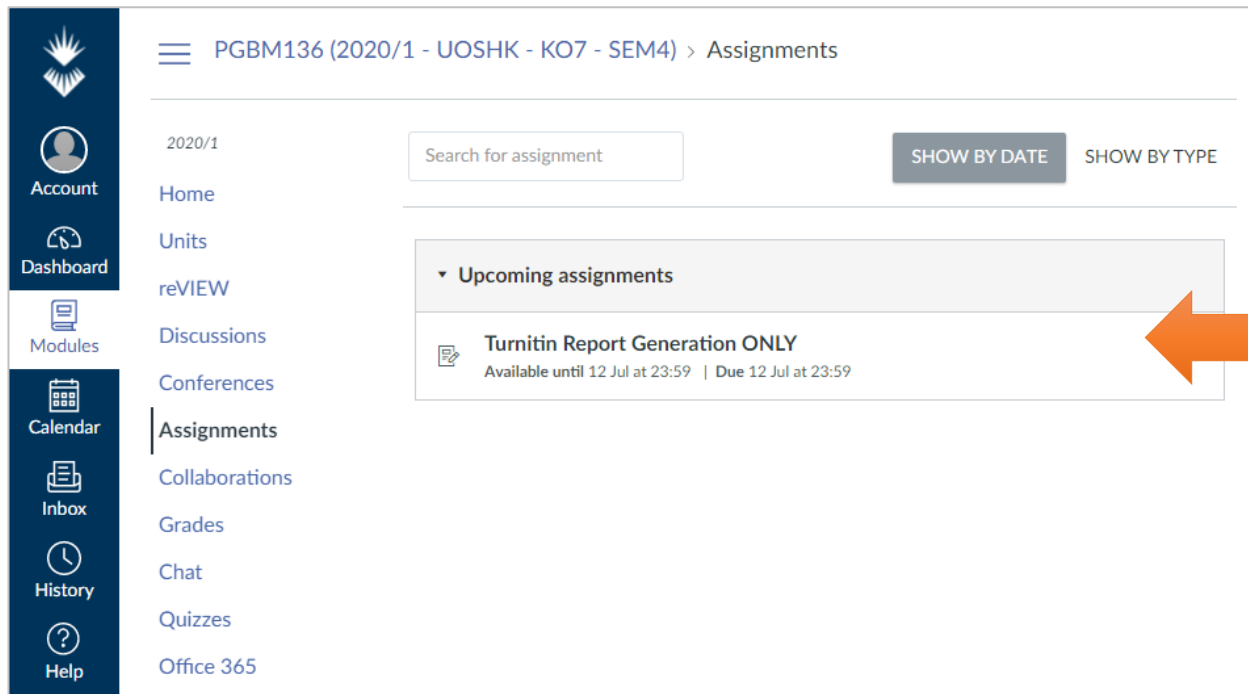 PGBM136 (2020/1 - UOSHK - KO7 - SEM4) > Assignments
Account
Dashboard
Modules
Calendar
Inbox
History
Help
2020/1
Home
Units
reVIEW
Discussions
Conferences
Assignments
Collaborations
Grades
Chat
Quizzes
Office 365
Search for assignment
SHOW BY DATE SHOW BY TYPE
Upcoming assignments
Turnitin Report Generation ONLY
Available until 12 Jul at 23:59 | Due 12 Jul at 23:59